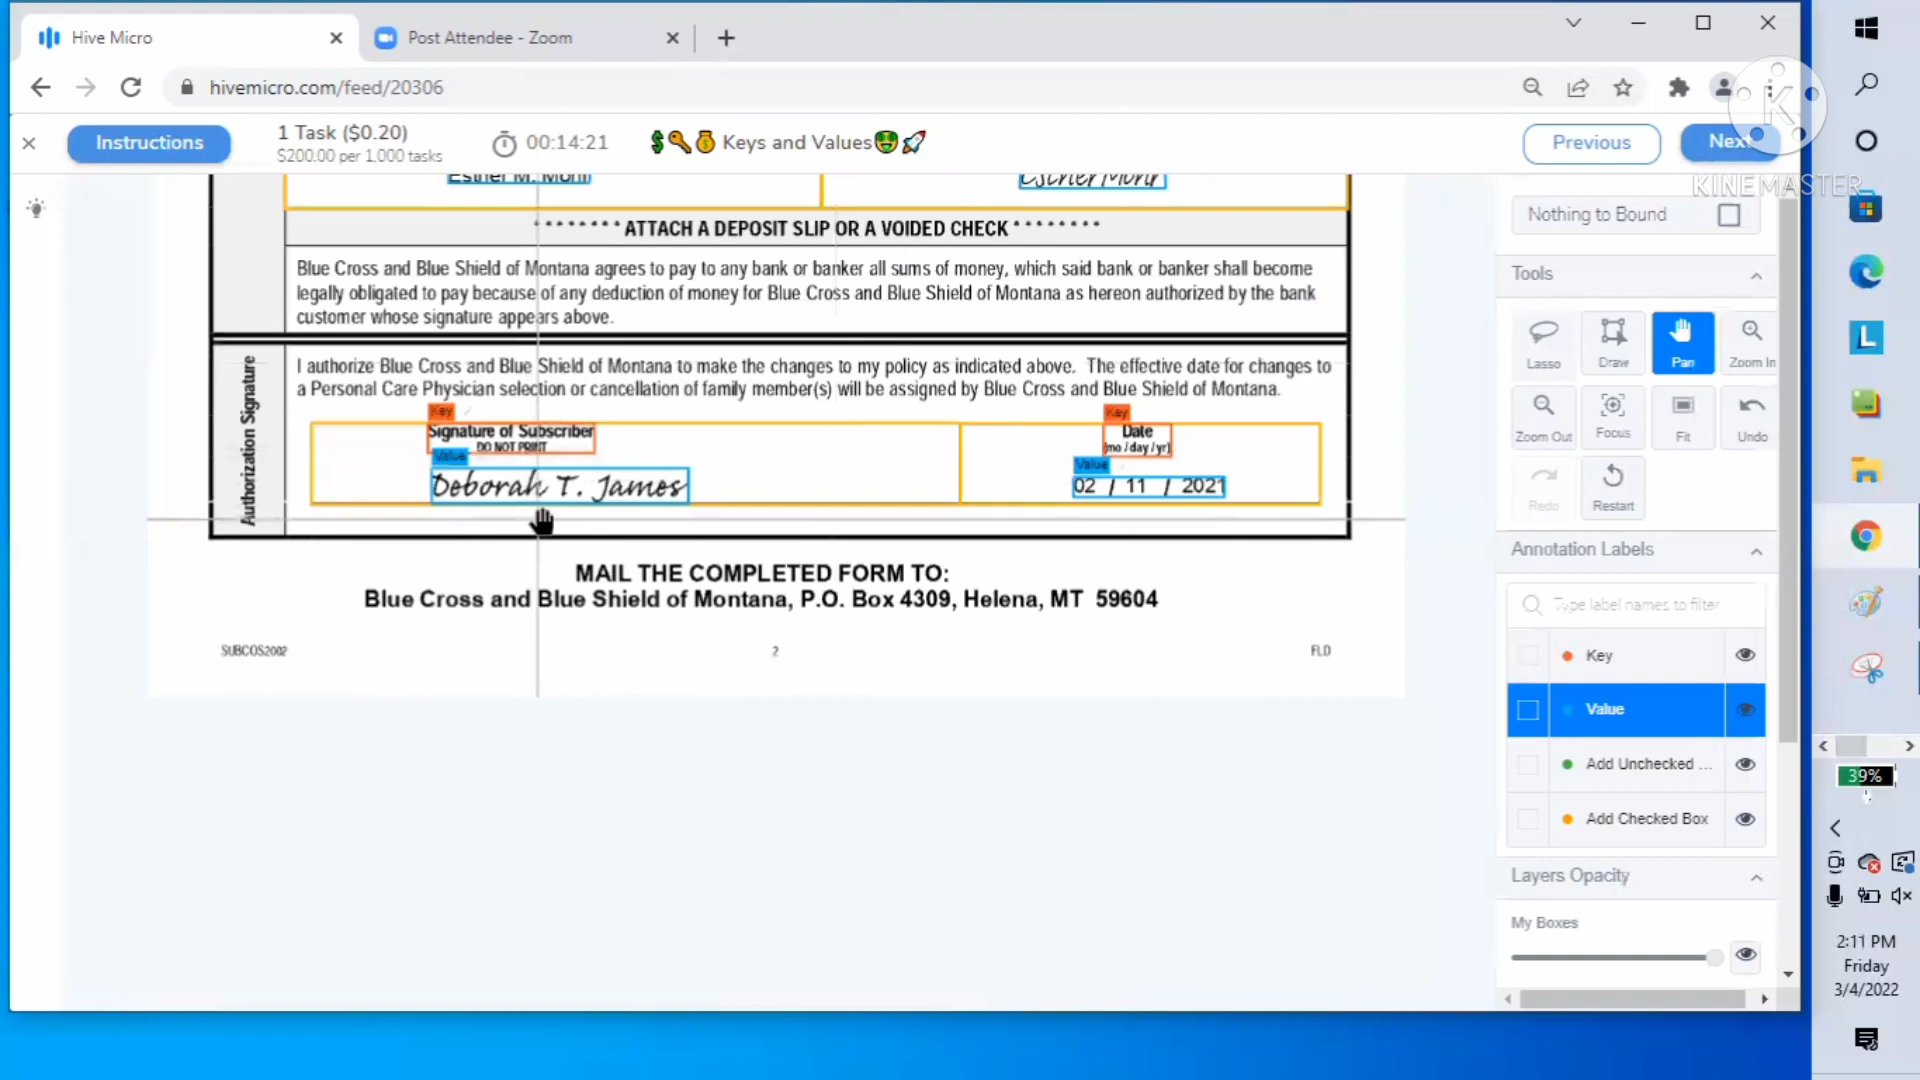 Hive Micro
Post Attendee - Zoom
hivemicro.com/feed/20306
Instructions
1 Task ($0.20)
$200.00 per 1,000 tasks
00:14:21
Keys and Values
Previous
Next
KINEMASTER
Esther M. Mohr
Esther Mohr
******** ATTACH A DEPOSIT SLIP OR A VOIDED CHECK ********
Blue Cross and Blue Shield of Montana agrees to pay to any bank or banker all sums of money, which said bank or banker shall become
legally obligated to pay because of any deduction of money for Blue Cross and Blue Shield of Montana as hereon authorized by the bank
customer whose signature appears above.
Authorization Signature
I authorize Blue Cross and Blue Shield of Montana to make the changes to my policy as indicated above. The effective date for changes to
a Personal Care Physician selection or cancellation of family member(s) will be assigned by Blue Cross and Blue Shield of Montana.
Key
Signature of Subscriber
DO NOT PRINT
Value
Deborah T. James
Key
Date
(mo / day / yr)
Value
02 / 11 / 2021
MAIL THE COMPLETED FORM TO:
Blue Cross and Blue Shield of Montana, P.O. Box 4309, Helena, MT 59604
SUBCOS2002
2
FLD
Nothing to Bound
Tools
Lasso
Draw
Pan
Zoom In
Zoom Out
Focus
Fit
Undo
Redo
Restart
Annotation Labels
Type label names to filter
Key
Value
Add Unchecked ...
Add Checked Box
Layers Opacity
My Boxes
39%
2:11 PM
Friday
3/4/2022